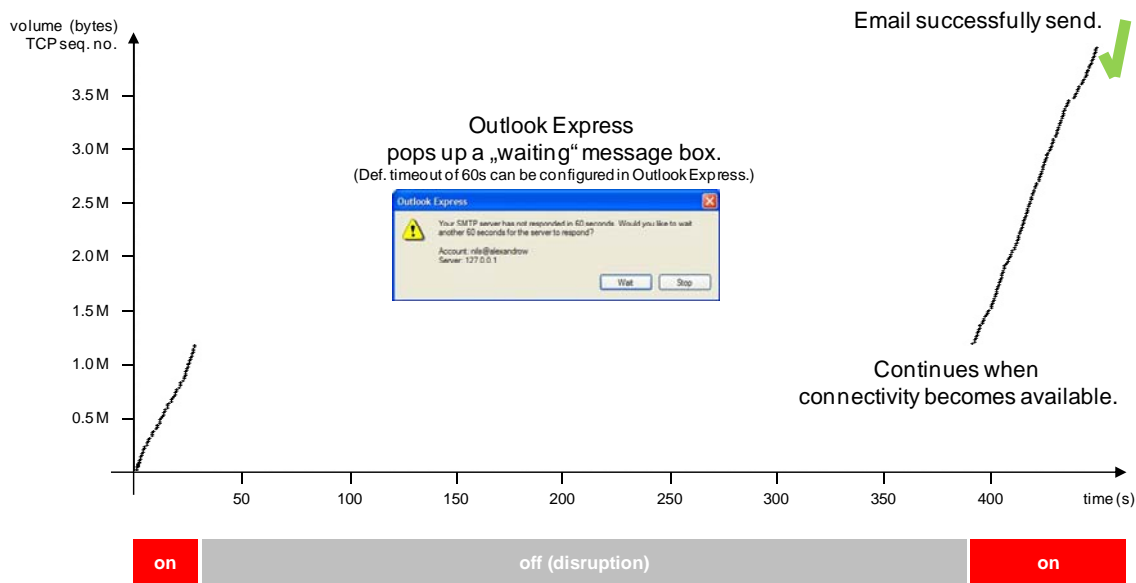 volume (bytes)
TCP seq. no.
Email successfully send.
3.5 M
3.0 M
2.5 M
2.0 M
1.5 M
1.0 M
0.5 M
Outlook Express
pops up a „waiting“ message box.
(Def. timeout of 60s can be configured in Outlook Express.)
Outlook Express
Your SMTP server has not responded in 60 seconds. Would you like to wait
another 60 seconds for the server to respond?
Account: nils@alexandrow
Server: 127.0.0.1
Wait Stop
Continues when
connectivity becomes available.
50 100 150 200 250 300 350 400 time (s)
on off (disruption) on